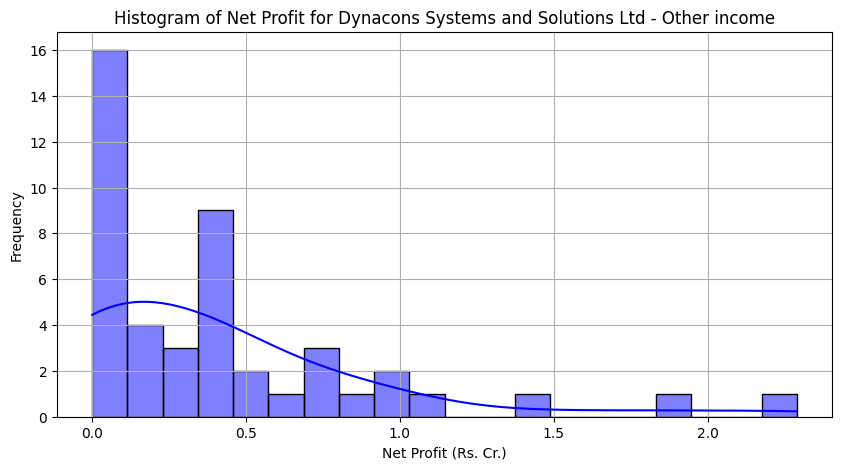 Histogram of Net Profit for Dynacons Systems and Solutions Ltd - Other income
16
14
12
10
8
6
4
2
0
Frequency
0.0 0.5 1.0 1.5 2.0
Net Profit (Rs. Cr.)